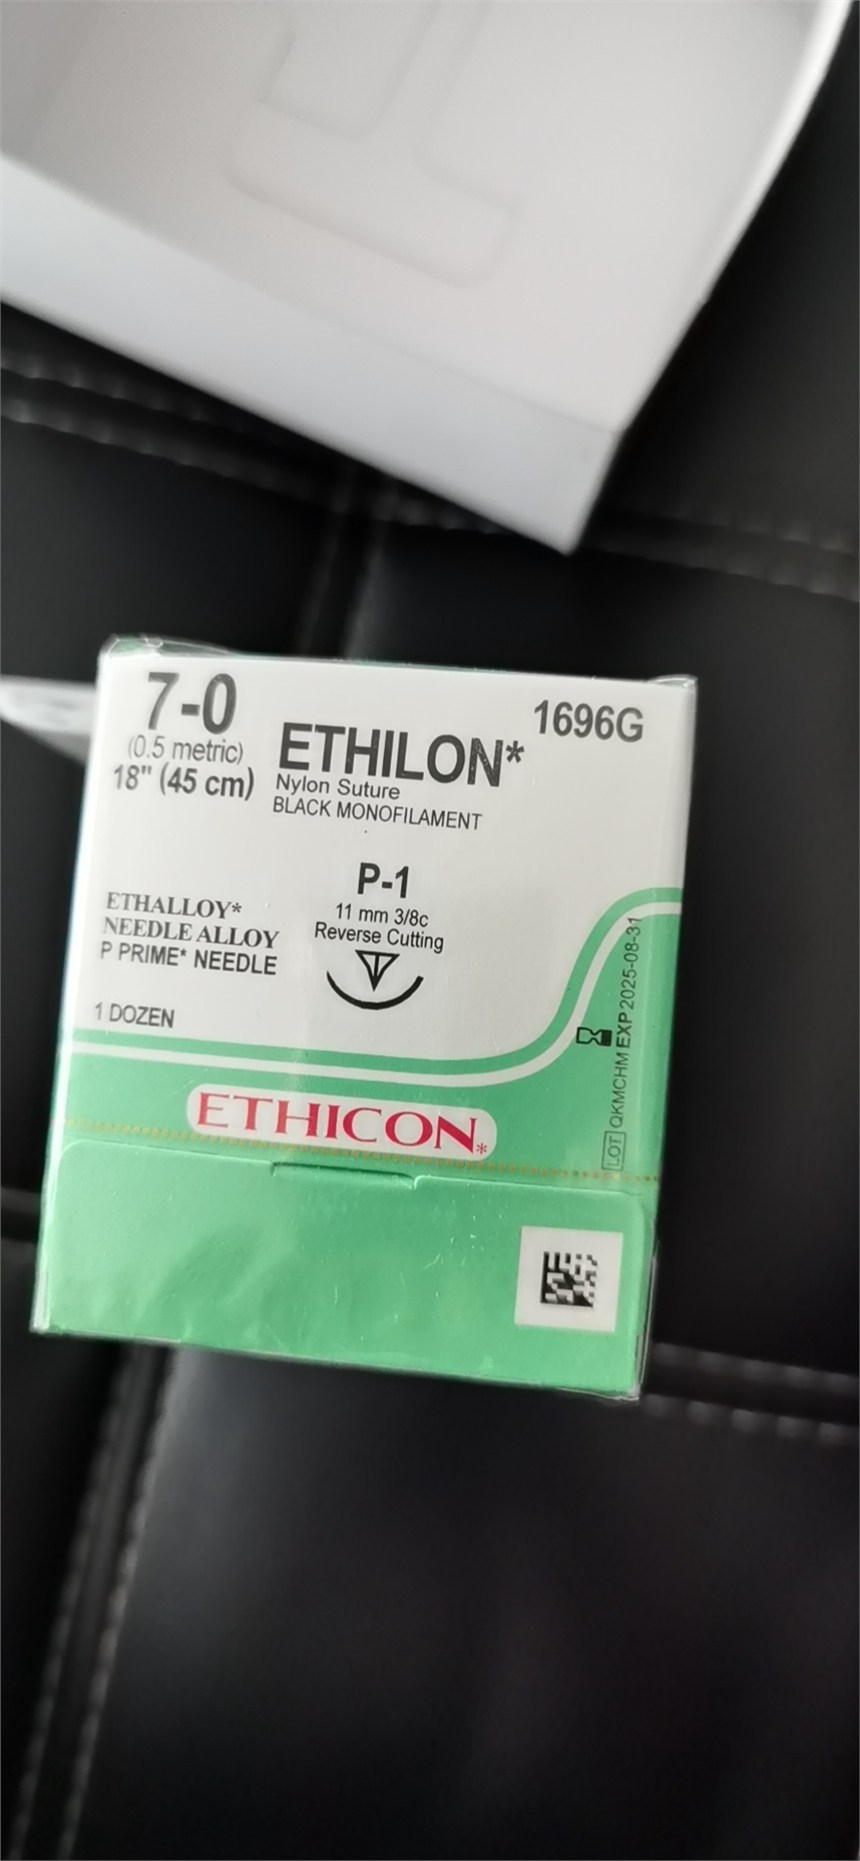 7-0
(0.5 metric)
18" (45 cm)
ETHILON*
Nylon Suture
BLACK MONOFILAMENT
1696G
P-1
11 mm 3/8c
Reverse Cutting
ETHALLOY*
NEEDLE ALLOY
P PRIME* NEEDLE
1 DOZEN
LOT QKMCHM EXP 2025-08-31
ETHICON*